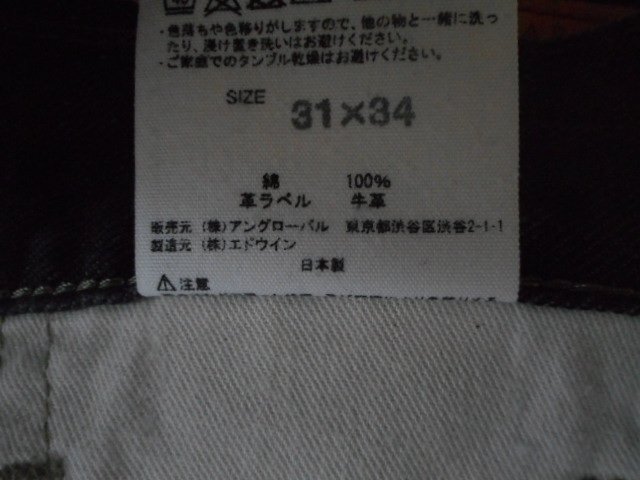 ・色落ちや色移りがしますので、他の物と一緒に洗っ
たり、浸け置き洗いはお避けください。
・ご家庭でのタンブル乾燥はお避けください。
SIZE 31×34
綿 100%
革ラベル 牛革
販売元 (株)アングローバル 東京都渋谷区渋谷2-1-1
製造元 (株)エドウイン
日本製
⚠注意